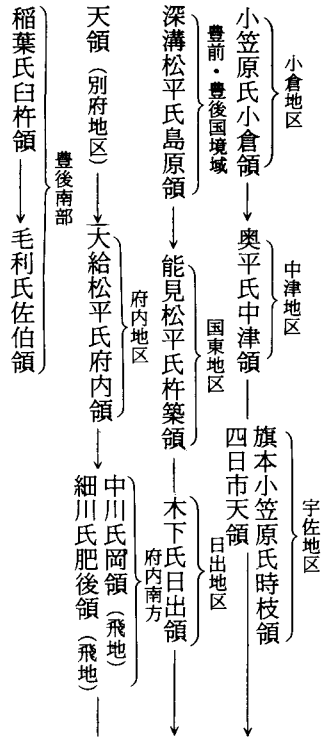 小倉地区
小笠原氏小倉領
中津地区
奥平氏中津領
宇佐地区
旗本小笠原氏時枝領
四日市天領
豊前・豊後国境域
深溝松平氏島原領
国東地区
能見松平氏杵築領
日出地区
木下氏日出領
天領（別府地区）
府内地区
大給松平氏府内領
府内南方
中川氏岡領（飛地）
細川氏肥後領（飛地）
豊後南部
稲葉氏臼杵領
毛利氏佐伯領